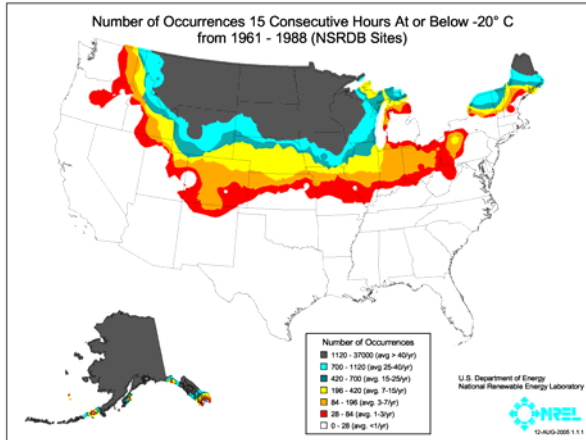 Number of Occurrences 15 Consecutive Hours At or Below -20° C
from 1961 - 1988 (NSRDB Sites)
Number of Occurrences
1120 - 37000 (avg > 40/yr)
700 - 1120 (avg 25-40/yr)
420 - 700 (avg. 15-25/yr)
196 - 420 (avg. 7-15/yr)
84 - 196 (avg. 3-7/yr)
28 - 84 (avg. 1-3/yr)
0 - 28 (avg. <1/yr)
U.S. Department of Energy
National Renewable Energy Laboratory
NREL
12-AUG-2005 1.1.1